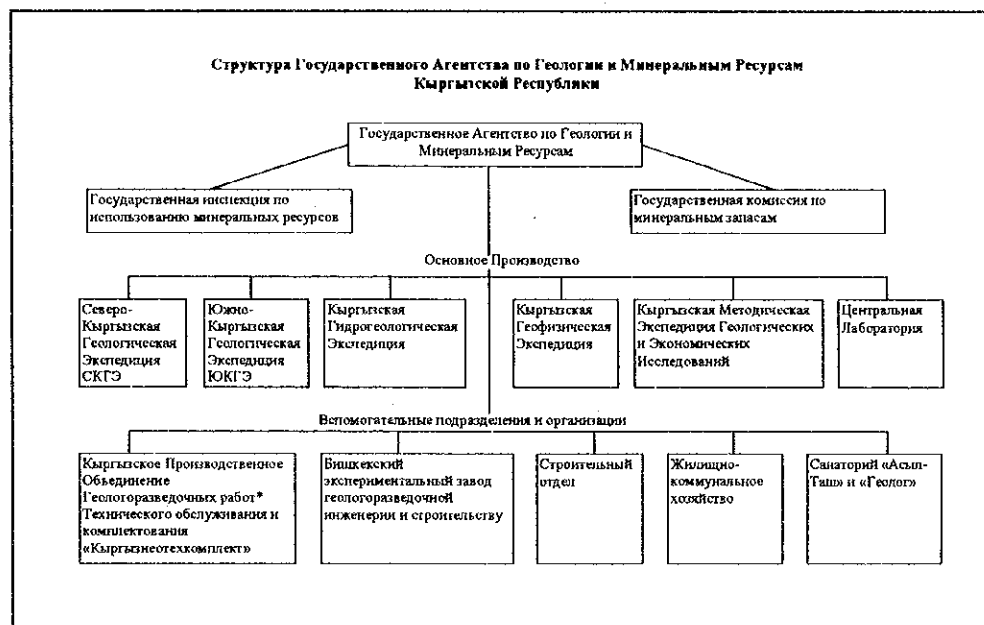 Структура Государственного Агентства по Геологии и Минеральным Ресурсам
Кыргызской Республики
Государственное Агентство по Геологии и
Минеральным Ресурсам
Государственная инспекция по
использованию минеральных ресурсов
Государственная комиссия по
минеральным запасам
Основное Производство
Северо-
Кыргызская
Геологическая
Экспедиция
СКГЭ
Южно-
Кыргызская
Геологическая
Экспедиция
ЮКГЭ
Кыргызская
Гидрогеологическая
Экспедиция
Кыргызская
Геофизическая
Экспедиция
Кыргызская Методическая
Экспедиция Геологических
и Экономических
Исследований
Центральная
Лаборатория
Вспомогательные подразделения и организации
Кыргызское Производственное
Обьединение
Геологоразведочных работ*
Технического обслуживания и
комплектования
«Кыргызнеотехкомплект»
Бишкекский
экспериментальный завод
геологоразведочной
инженерии и строительству
Строительный
отдел
Жилищно-
коммунальное
хозяйство
Санаторий «Асыл-
Таш» и «Геолог»